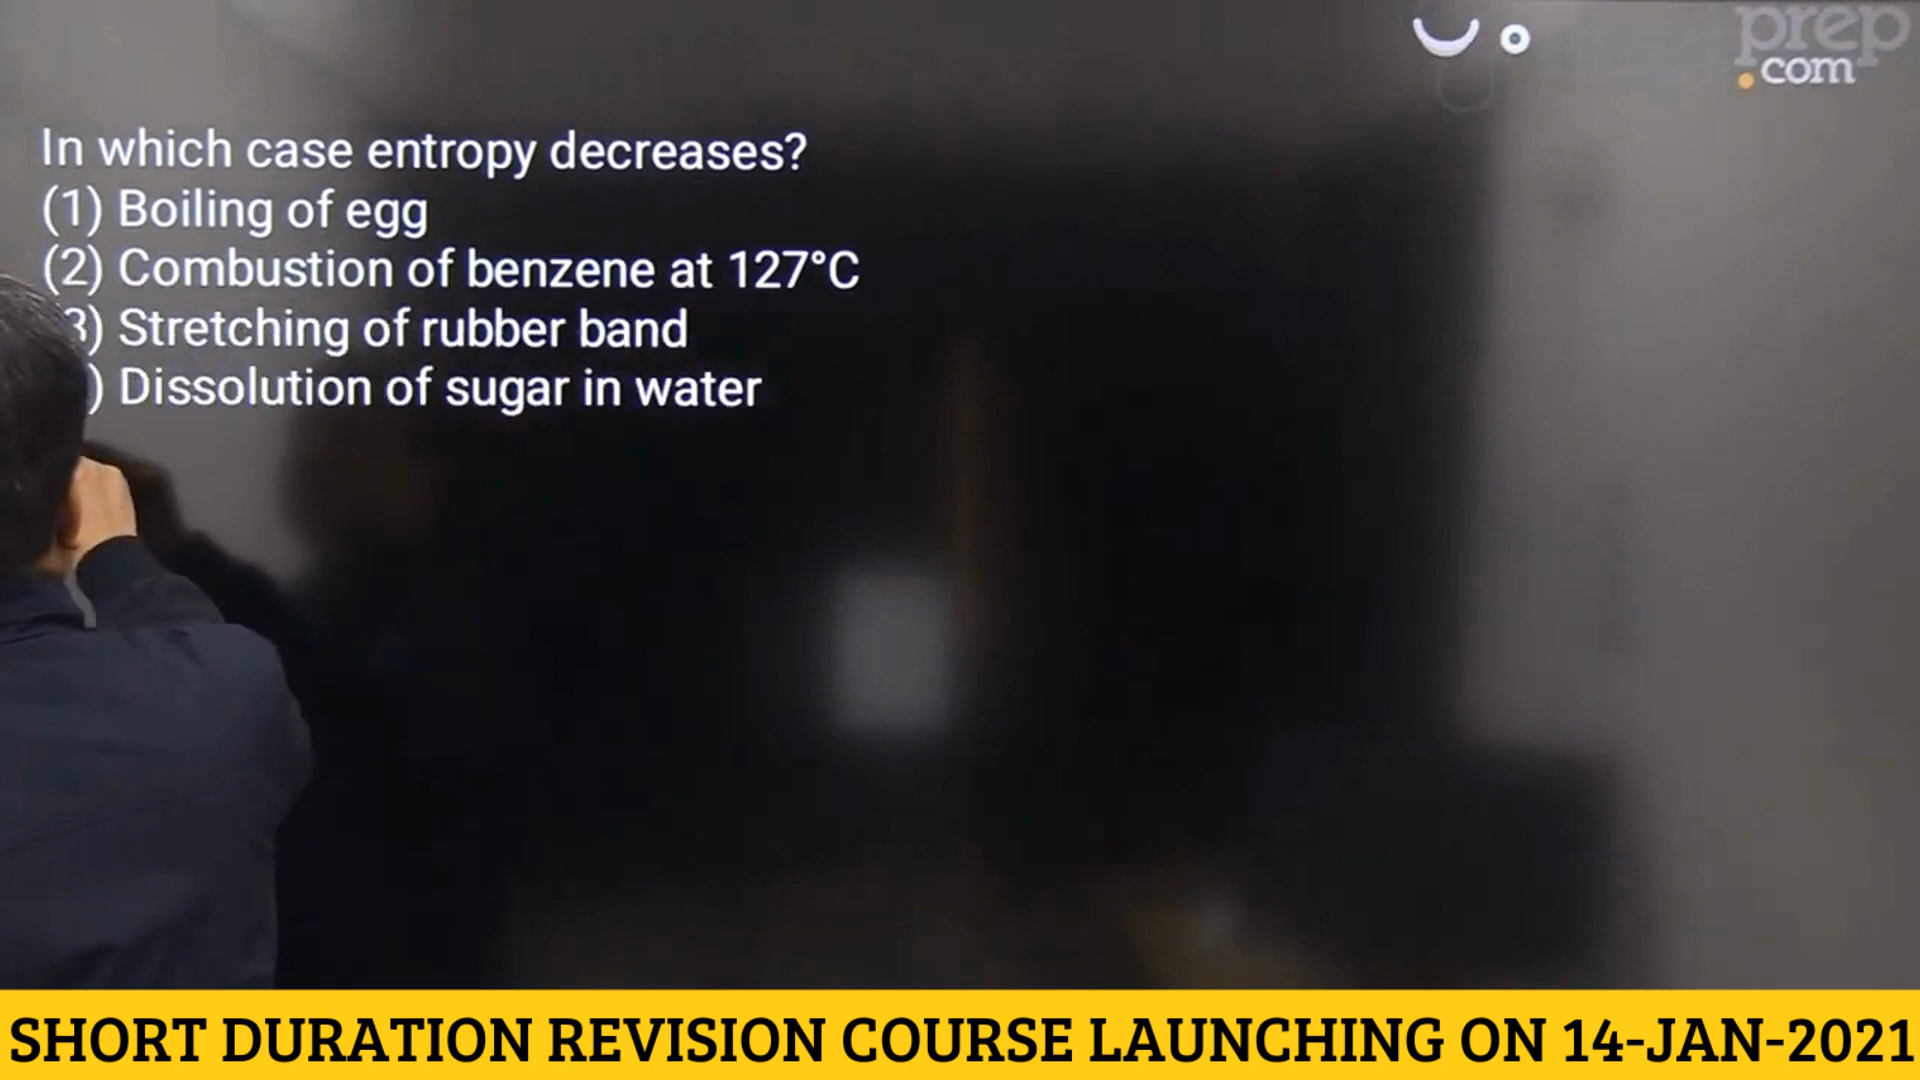 prep
.com
In which case entropy decreases?
(1) Boiling of egg
(2) Combustion of benzene at 127°C
3) Stretching of rubber band
) Dissolution of sugar in water
SHORT DURATION REVISION COURSE LAUNCHING ON 14-JAN-2021